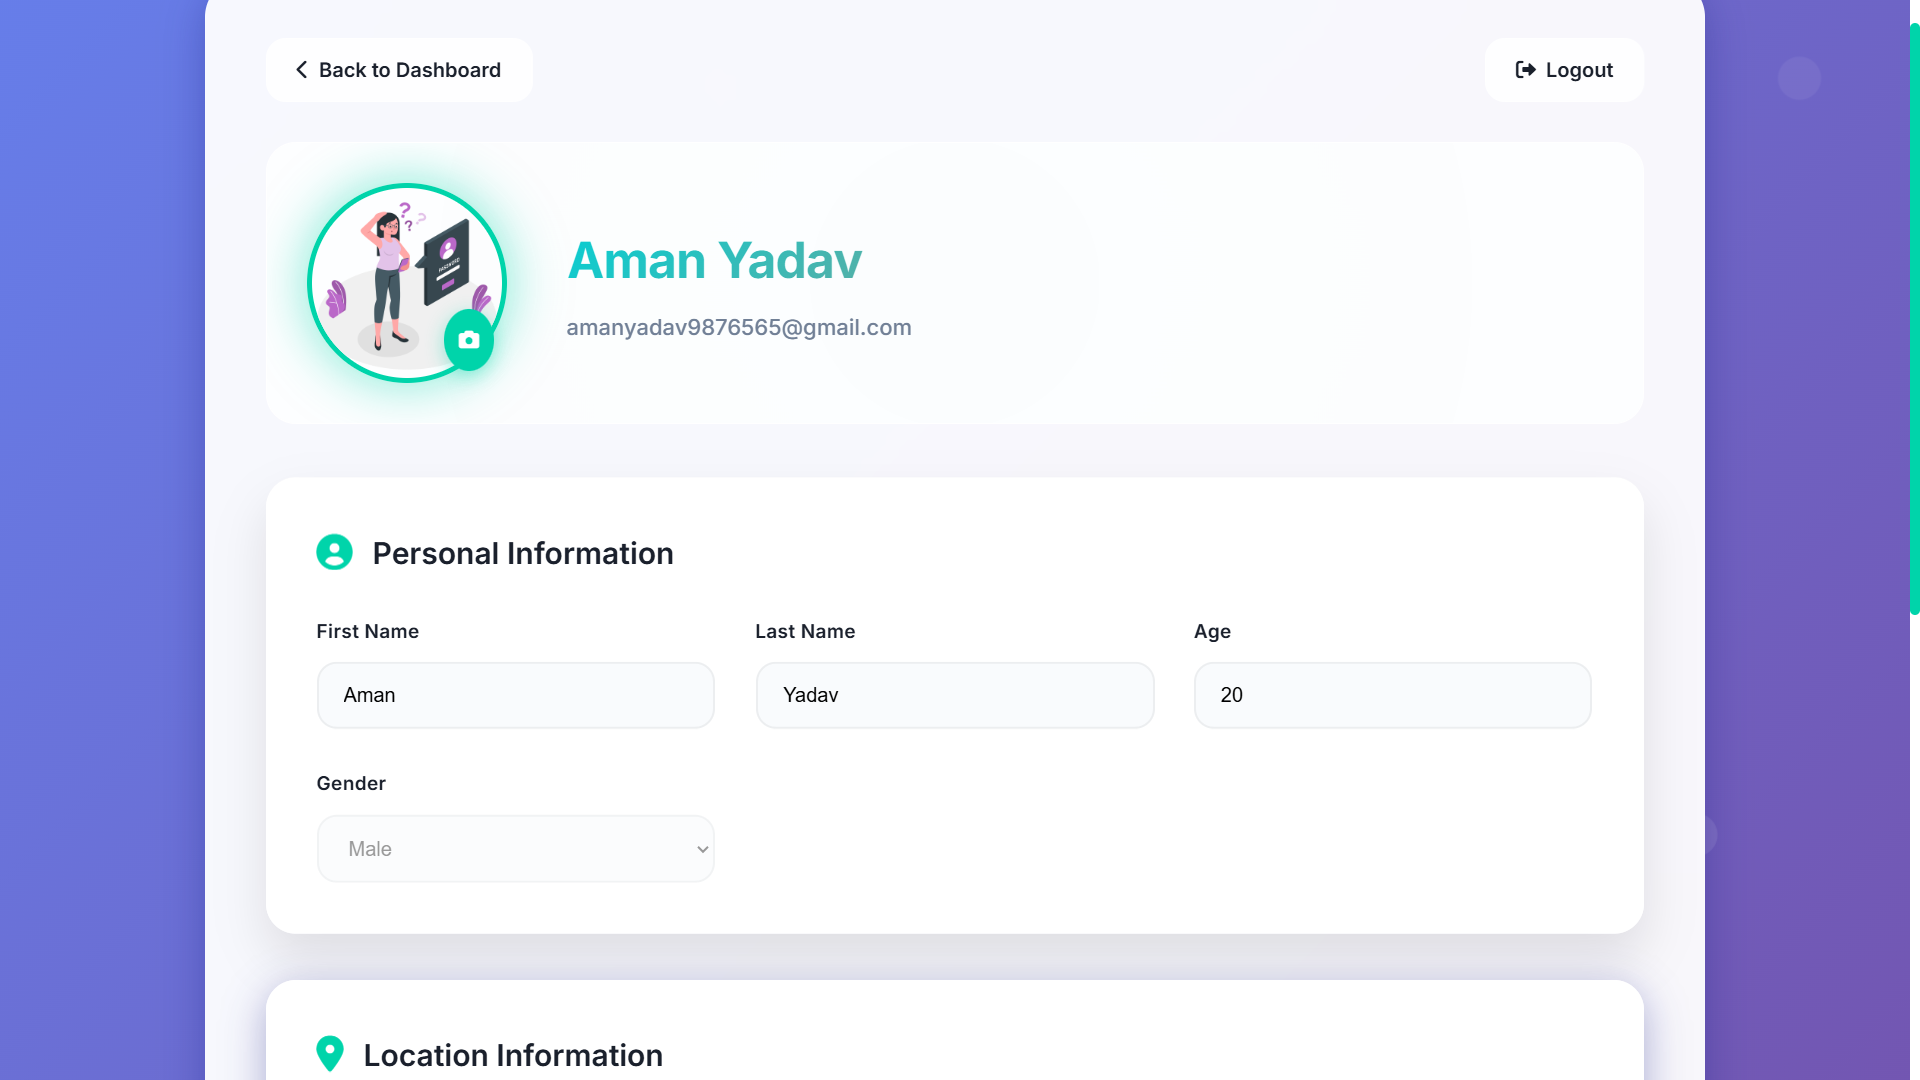 Back to Dashboard
Logout
? ? ?
PASSWORD
Aman Yadav
amanyadav9876565@gmail.com
Personal Information
First Name
Last Name
Age
Aman
Yadav
20
Gender
Male
Location Information